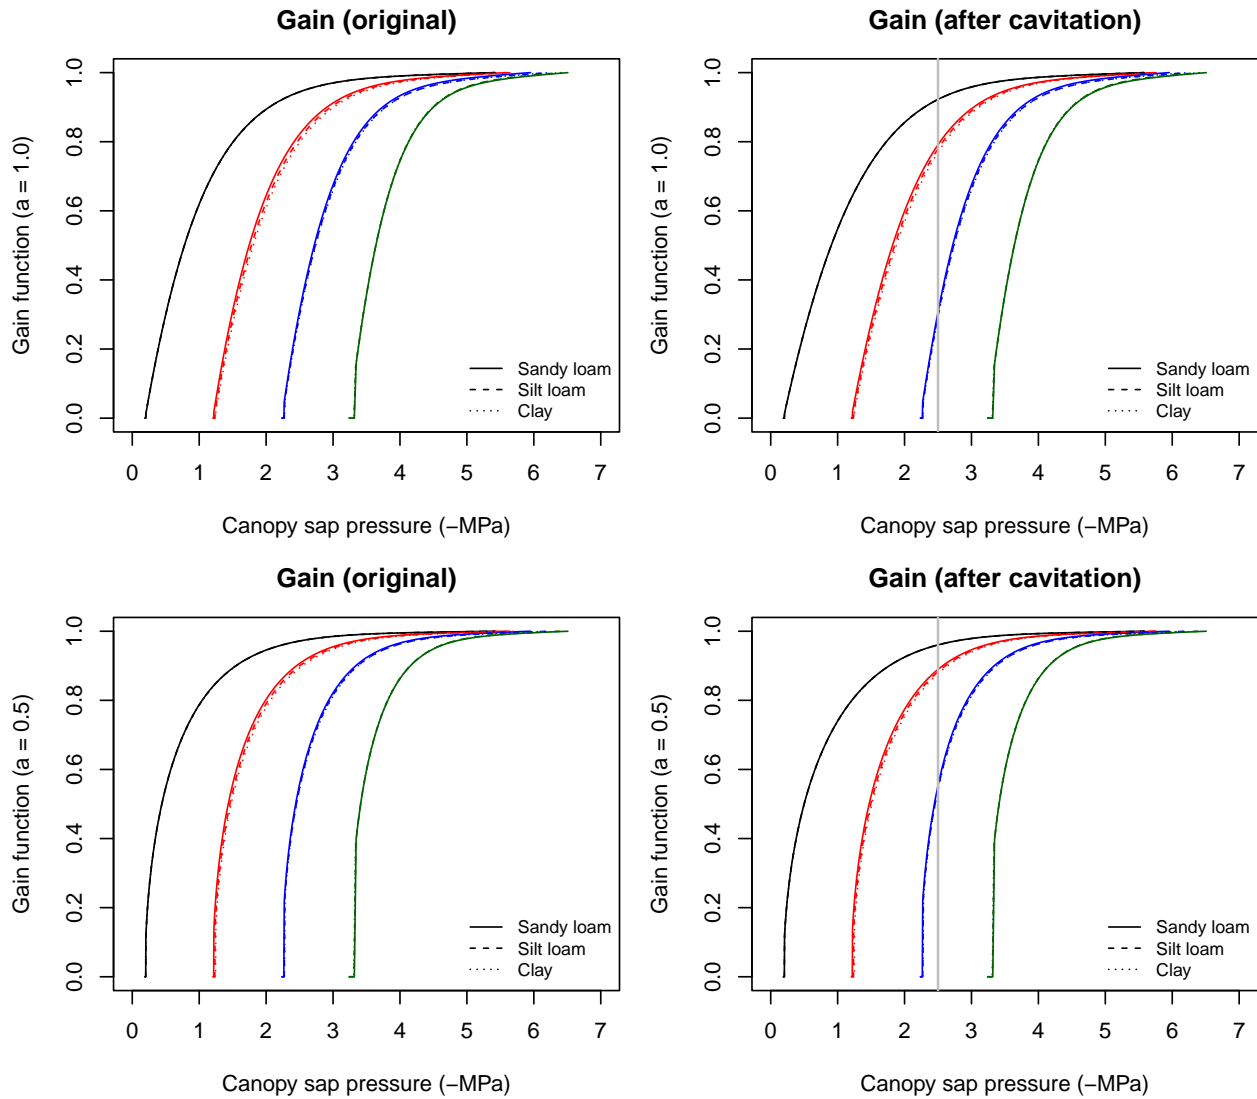 Gain (original)
Gain function (a = 1.0)
0.0 0.2 0.4 0.6 0.8 1.0
Sandy loam
Silt loam
Clay
0 1 2 3 4 5 6 7
Canopy sap pressure (−MPa)
Gain (after cavitation)
Gain function (a = 1.0)
0.0 0.2 0.4 0.6 0.8 1.0
Sandy loam
Silt loam
Clay
0 1 2 3 4 5 6 7
Canopy sap pressure (−MPa)
Gain (original)
Gain function (a = 0.5)
0.0 0.2 0.4 0.6 0.8 1.0
Sandy loam
Silt loam
Clay
0 1 2 3 4 5 6 7
Canopy sap pressure (−MPa)
Gain (after cavitation)
Gain function (a = 0.5)
0.0 0.2 0.4 0.6 0.8 1.0
Sandy loam
Silt loam
Clay
0 1 2 3 4 5 6 7
Canopy sap pressure (−MPa)